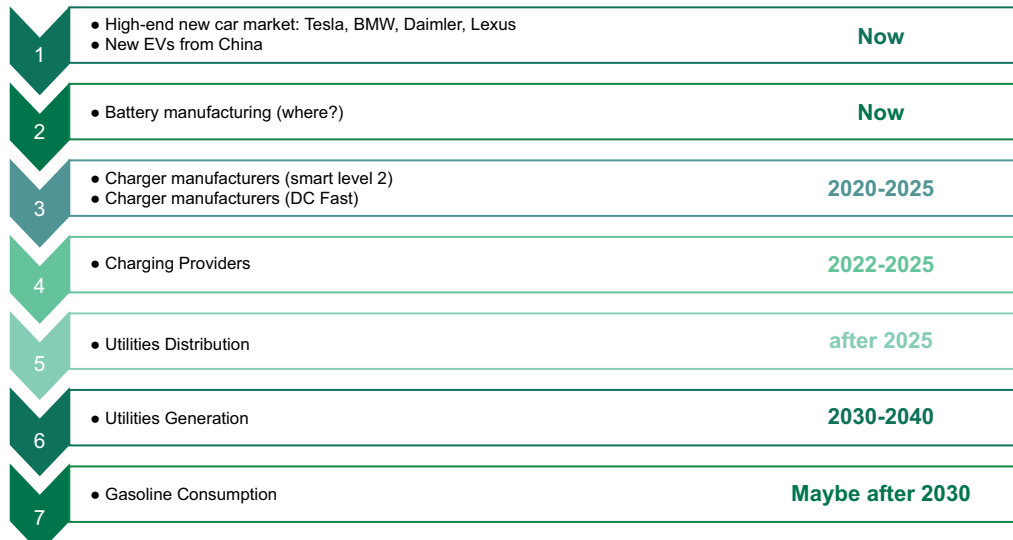 1
● High-end new car market: Tesla, BMW, Daimler, Lexus
● New EVs from China
Now
2
● Battery manufacturing (where?)
Now
3
● Charger manufacturers (smart level 2)
● Charger manufacturers (DC Fast)
2020-2025
4
● Charging Providers
2022-2025
5
● Utilities Distribution
after 2025
6
● Utilities Generation
2030-2040
7
● Gasoline Consumption
Maybe after 2030